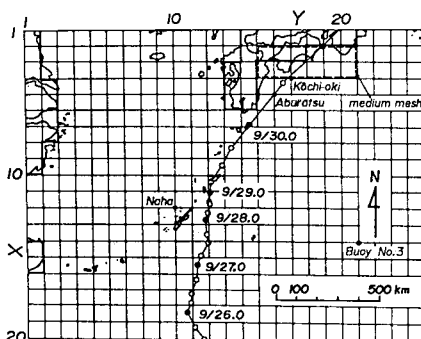 1 10 Y 20
1
Kōchi-oki
Aburatsu medium mesh
9/30.0
10
Naha 9/29.0
N
9/28.0
X
Buoy No.3
9/27.0
0 100 500 km
9/26.0
20